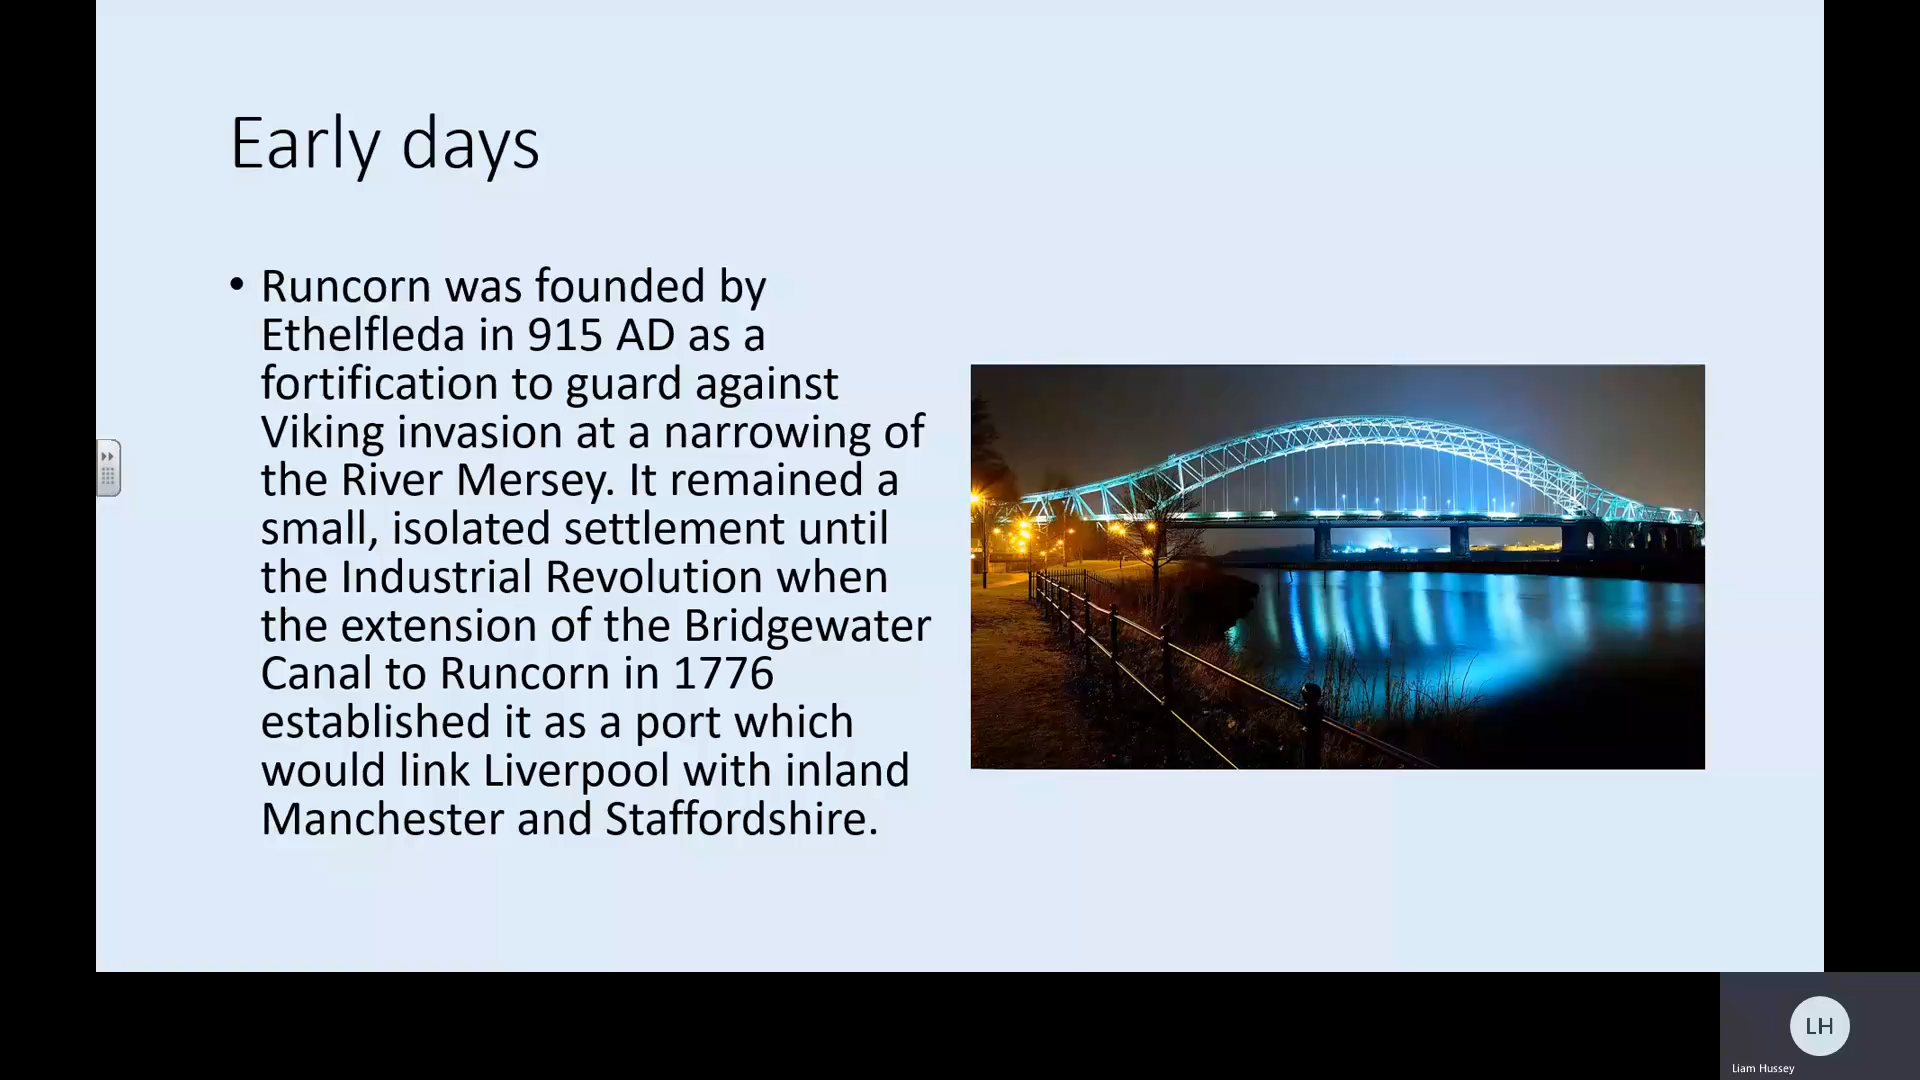 Early days
• Runcorn was founded by
Ethelfleda in 915 AD as a
fortification to guard against
Viking invasion at a narrowing of
the River Mersey. It remained a
small, isolated settlement until
the Industrial Revolution when
the extension of the Bridgewater
Canal to Runcorn in 1776
established it as a port which
would link Liverpool with inland
Manchester and Staffordshire.
LH
Liam Hussey